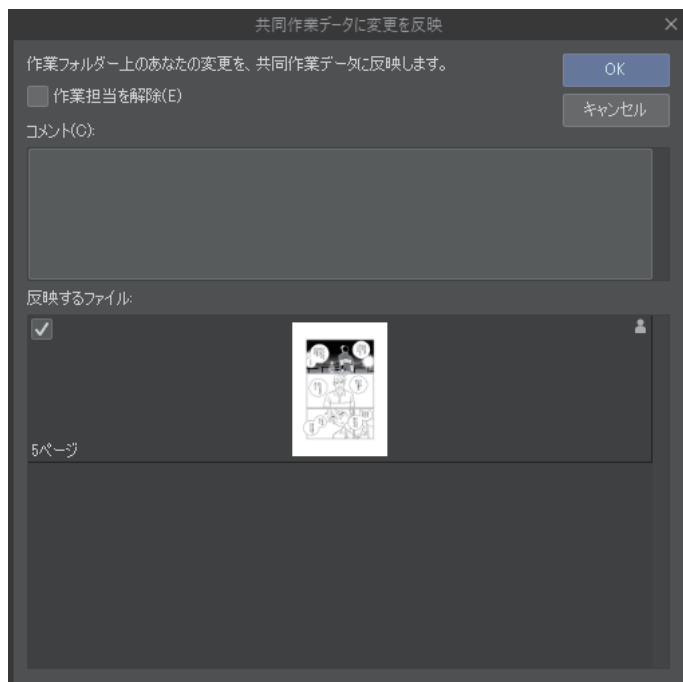 共同作業データに変更を反映
作業フォルダー上のあなたの変更を、共同作業データに反映します。
OK
作業担当を解除(E)
キャンセル
コメント(C):
反映するファイル:
5ページ